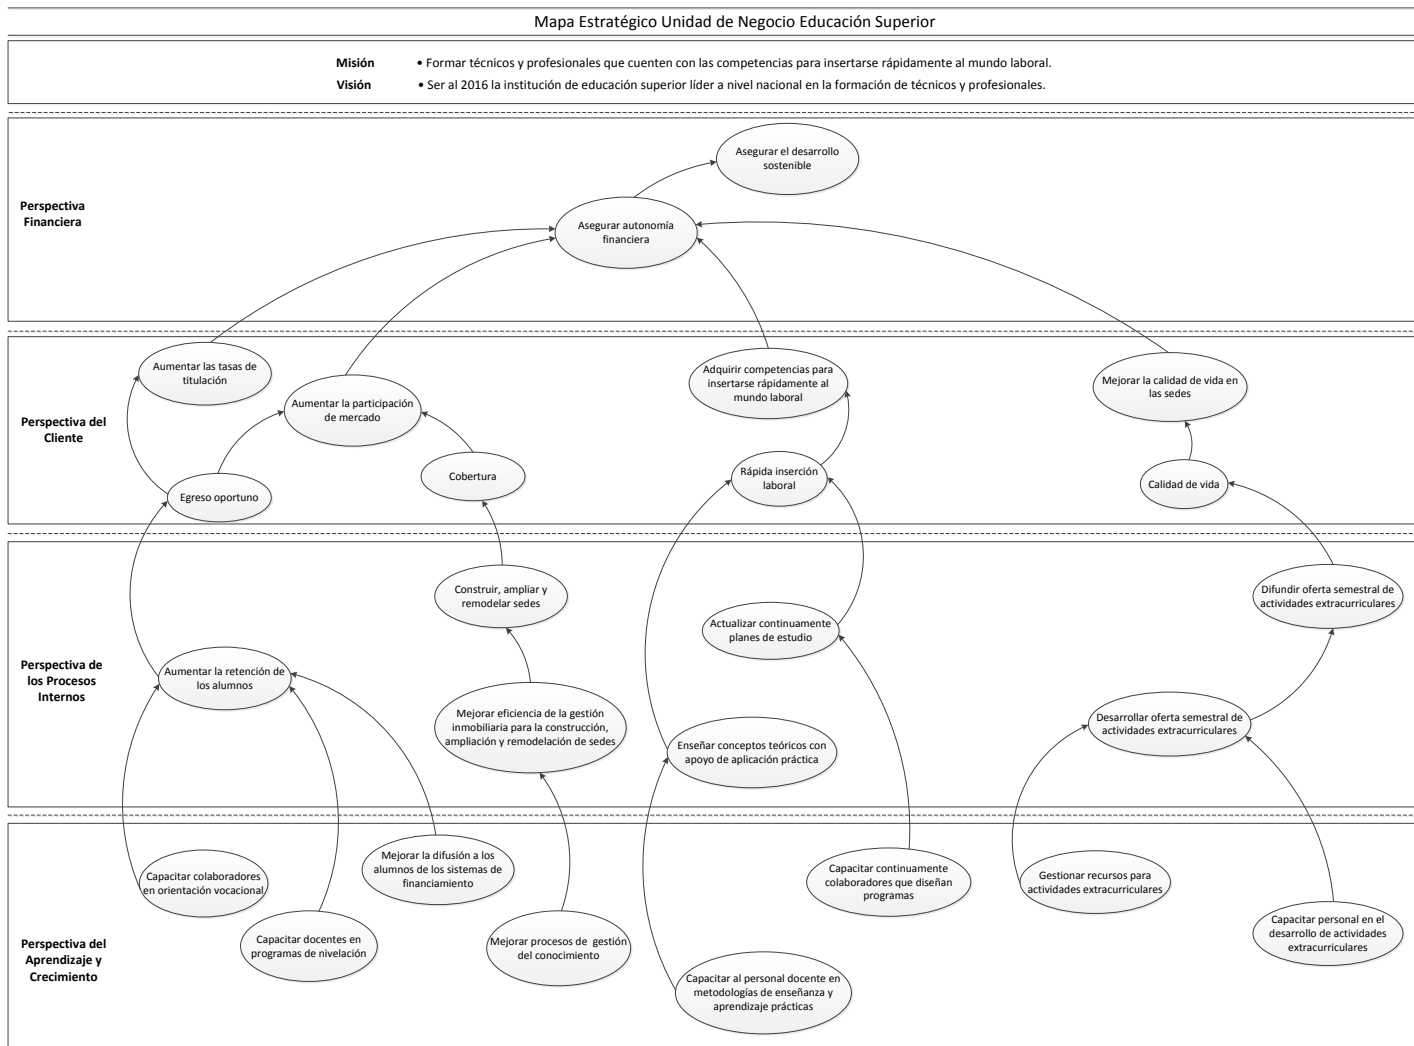 Mapa Estratégico Unidad de Negocio Educación Superior
Misión • Formar técnicos y profesionales que cuenten con las competencias para insertarse rápidamente al mundo laboral.
Visión • Ser al 2016 la institución de educación superior líder a nivel nacional en la formación de técnicos y profesionales.
Perspectiva
Financiera
Asegurar el desarrollo
sostenible
Asegurar autonomía
financiera
Perspectiva del
Cliente
Aumentar las tasas de
titulación
Aumentar la participación
de mercado
Adquirir competencias para
insertarse rápidamente al
mundo laboral
Mejorar la calidad de vida en
las sedes
Egreso oportuno
Cobertura
Rápida inserción
laboral
Calidad de vida
Perspectiva de
los Procesos
Internos
Construir, ampliar y
remodelar sedes
Actualizar continuamente
planes de estudio
Difundir oferta semestral de
actividades extracurriculares
Aumentar la retención de
los alumnos
Mejorar eficiencia de la gestión
inmobiliaria para la construcción,
ampliación y remodelación de sedes
Enseñar conceptos teóricos con
apoyo de aplicación práctica
Desarrollar oferta semestral de
actividades extracurriculares
Perspectiva del
Aprendizaje y
Crecimiento
Capacitar colaboradores
en orientación vocacional
Mejorar la difusión a los
alumnos de los sistemas de
financiamiento
Capacitar continuamente
colaboradores que diseñan
programas
Gestionar recursos para
actividades extracurriculares
Capacitar docentes en
programas de nivelación
Mejorar procesos de gestión
del conocimiento
Capacitar al personal docente en
metodologías de enseñanza y
aprendizaje prácticas
Capacitar personal en el
desarrollo de actividades
extracurriculares